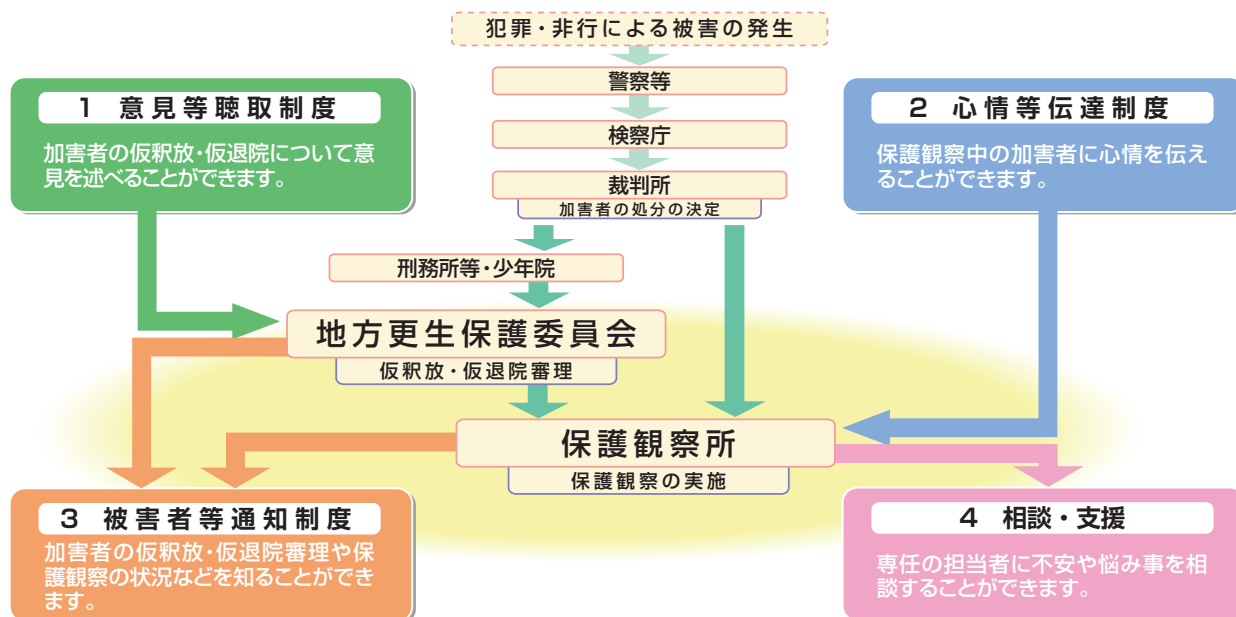 犯罪・非行による被害の発生
警察等
検察庁
裁判所
加害者の処分の決定
1 意見等聴取制度
加害者の仮釈放・仮退院について意
見を述べることができます。
2 心情等伝達制度
保護観察中の加害者に心情を伝え
ることができます。
刑務所等・少年院
地方更生保護委員会
仮釈放・仮退院審理
保護観察所
保護観察の実施
3 被害者等通知制度
加害者の仮釈放・仮退院審理や保
護観察の状況などを知ることができ
ます。
4 相談・支援
専任の担当者に不安や悩み事を相
談することができます。